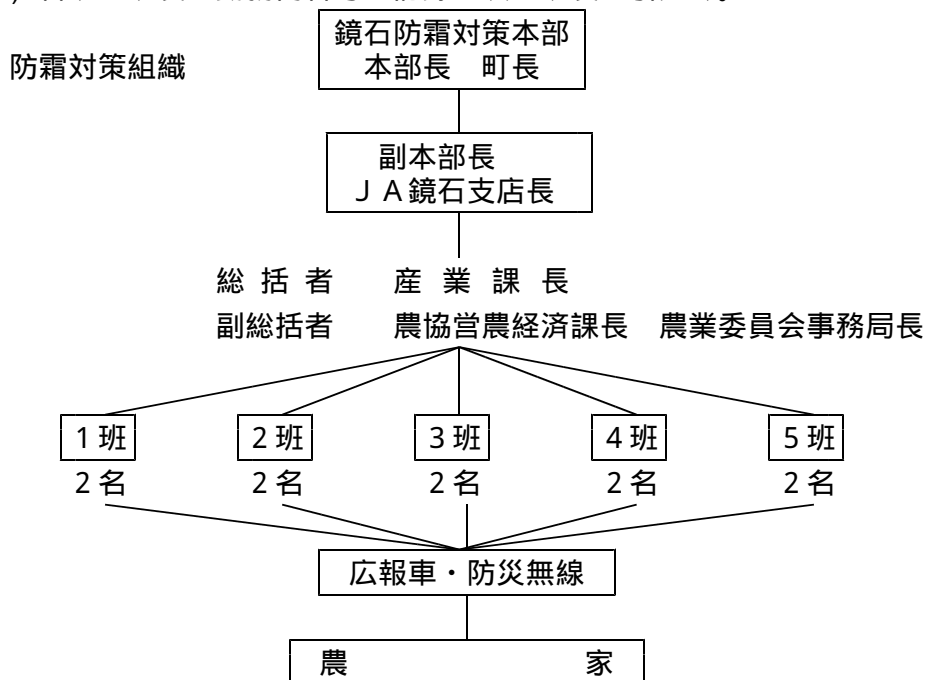 鏡石防霜対策本部
防霜対策組織
本部長 町長
副本部長
ＪＡ鏡石支店長
総括者 産業課長
副総括者 農協営農経済課長 農業委員会事務局長
1班 2班 3班 4班 5班
2名 2名 2名 2名 2名
広報車・防災無線
農 家